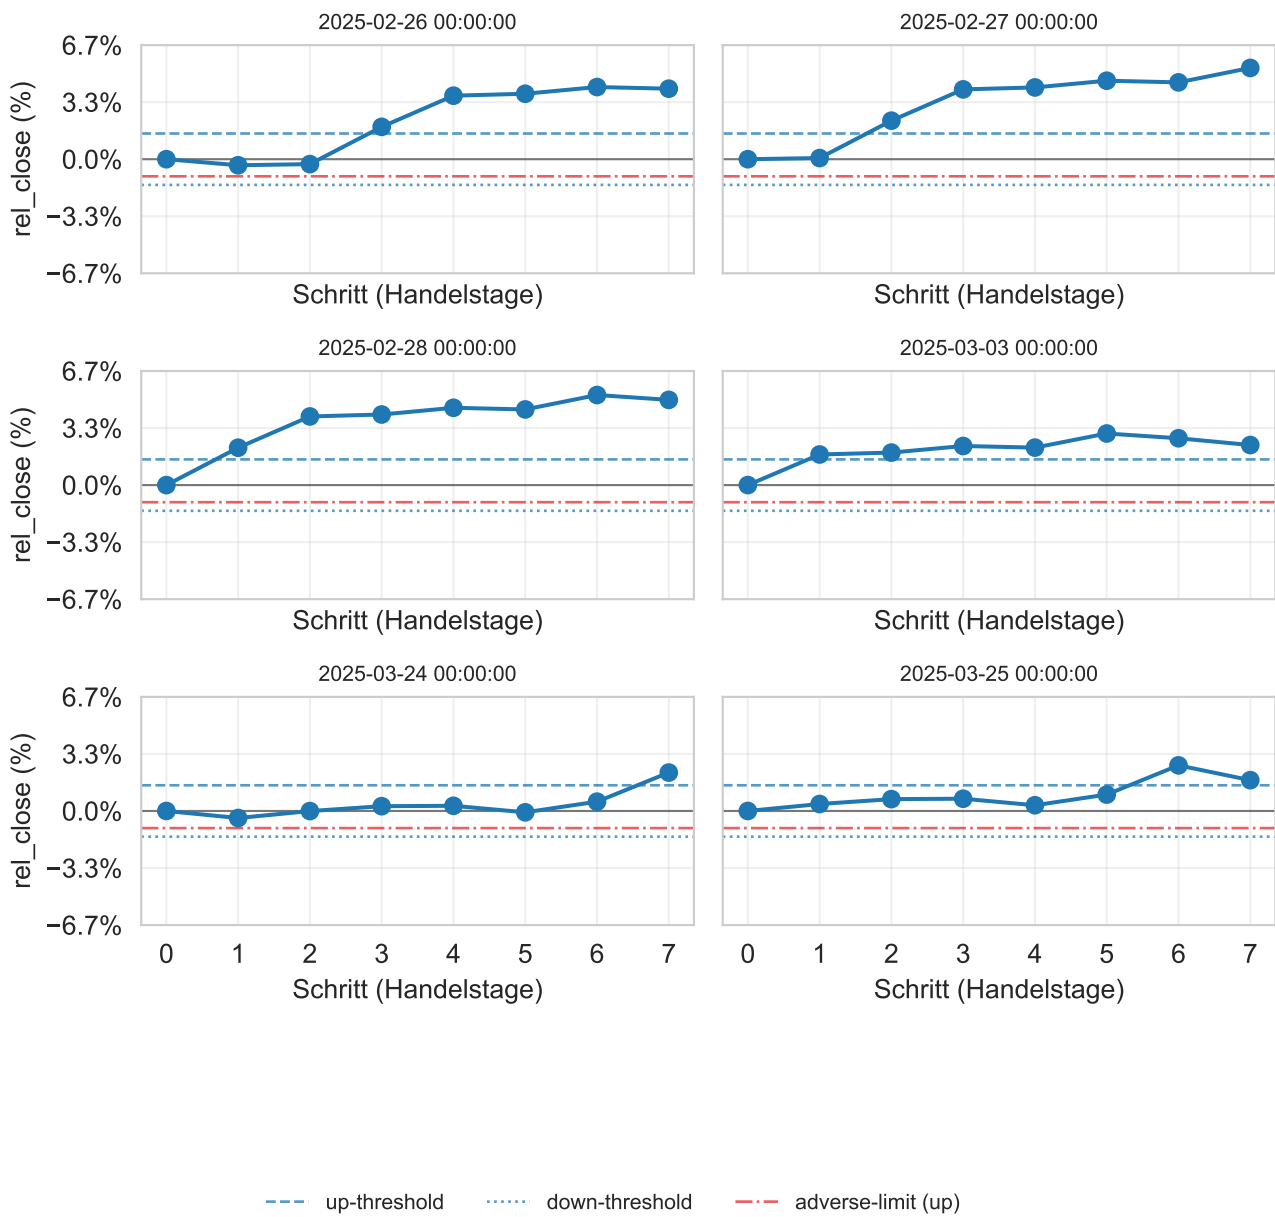 2025-02-26 00:00:00
2025-02-27 00:00:00
6.7%
3.3%
0.0%
−3.3%
−6.7%
rel_close (%)
Schritt (Handelstage)
Schritt (Handelstage)
2025-02-28 00:00:00
2025-03-03 00:00:00
6.7%
3.3%
0.0%
−3.3%
−6.7%
rel_close (%)
Schritt (Handelstage)
Schritt (Handelstage)
2025-03-24 00:00:00
2025-03-25 00:00:00
6.7%
3.3%
0.0%
−3.3%
−6.7%
rel_close (%)
0 1 2 3 4 5 6 7
0 1 2 3 4 5 6 7
Schritt (Handelstage)
Schritt (Handelstage)
up-threshold
down-threshold
adverse-limit (up)